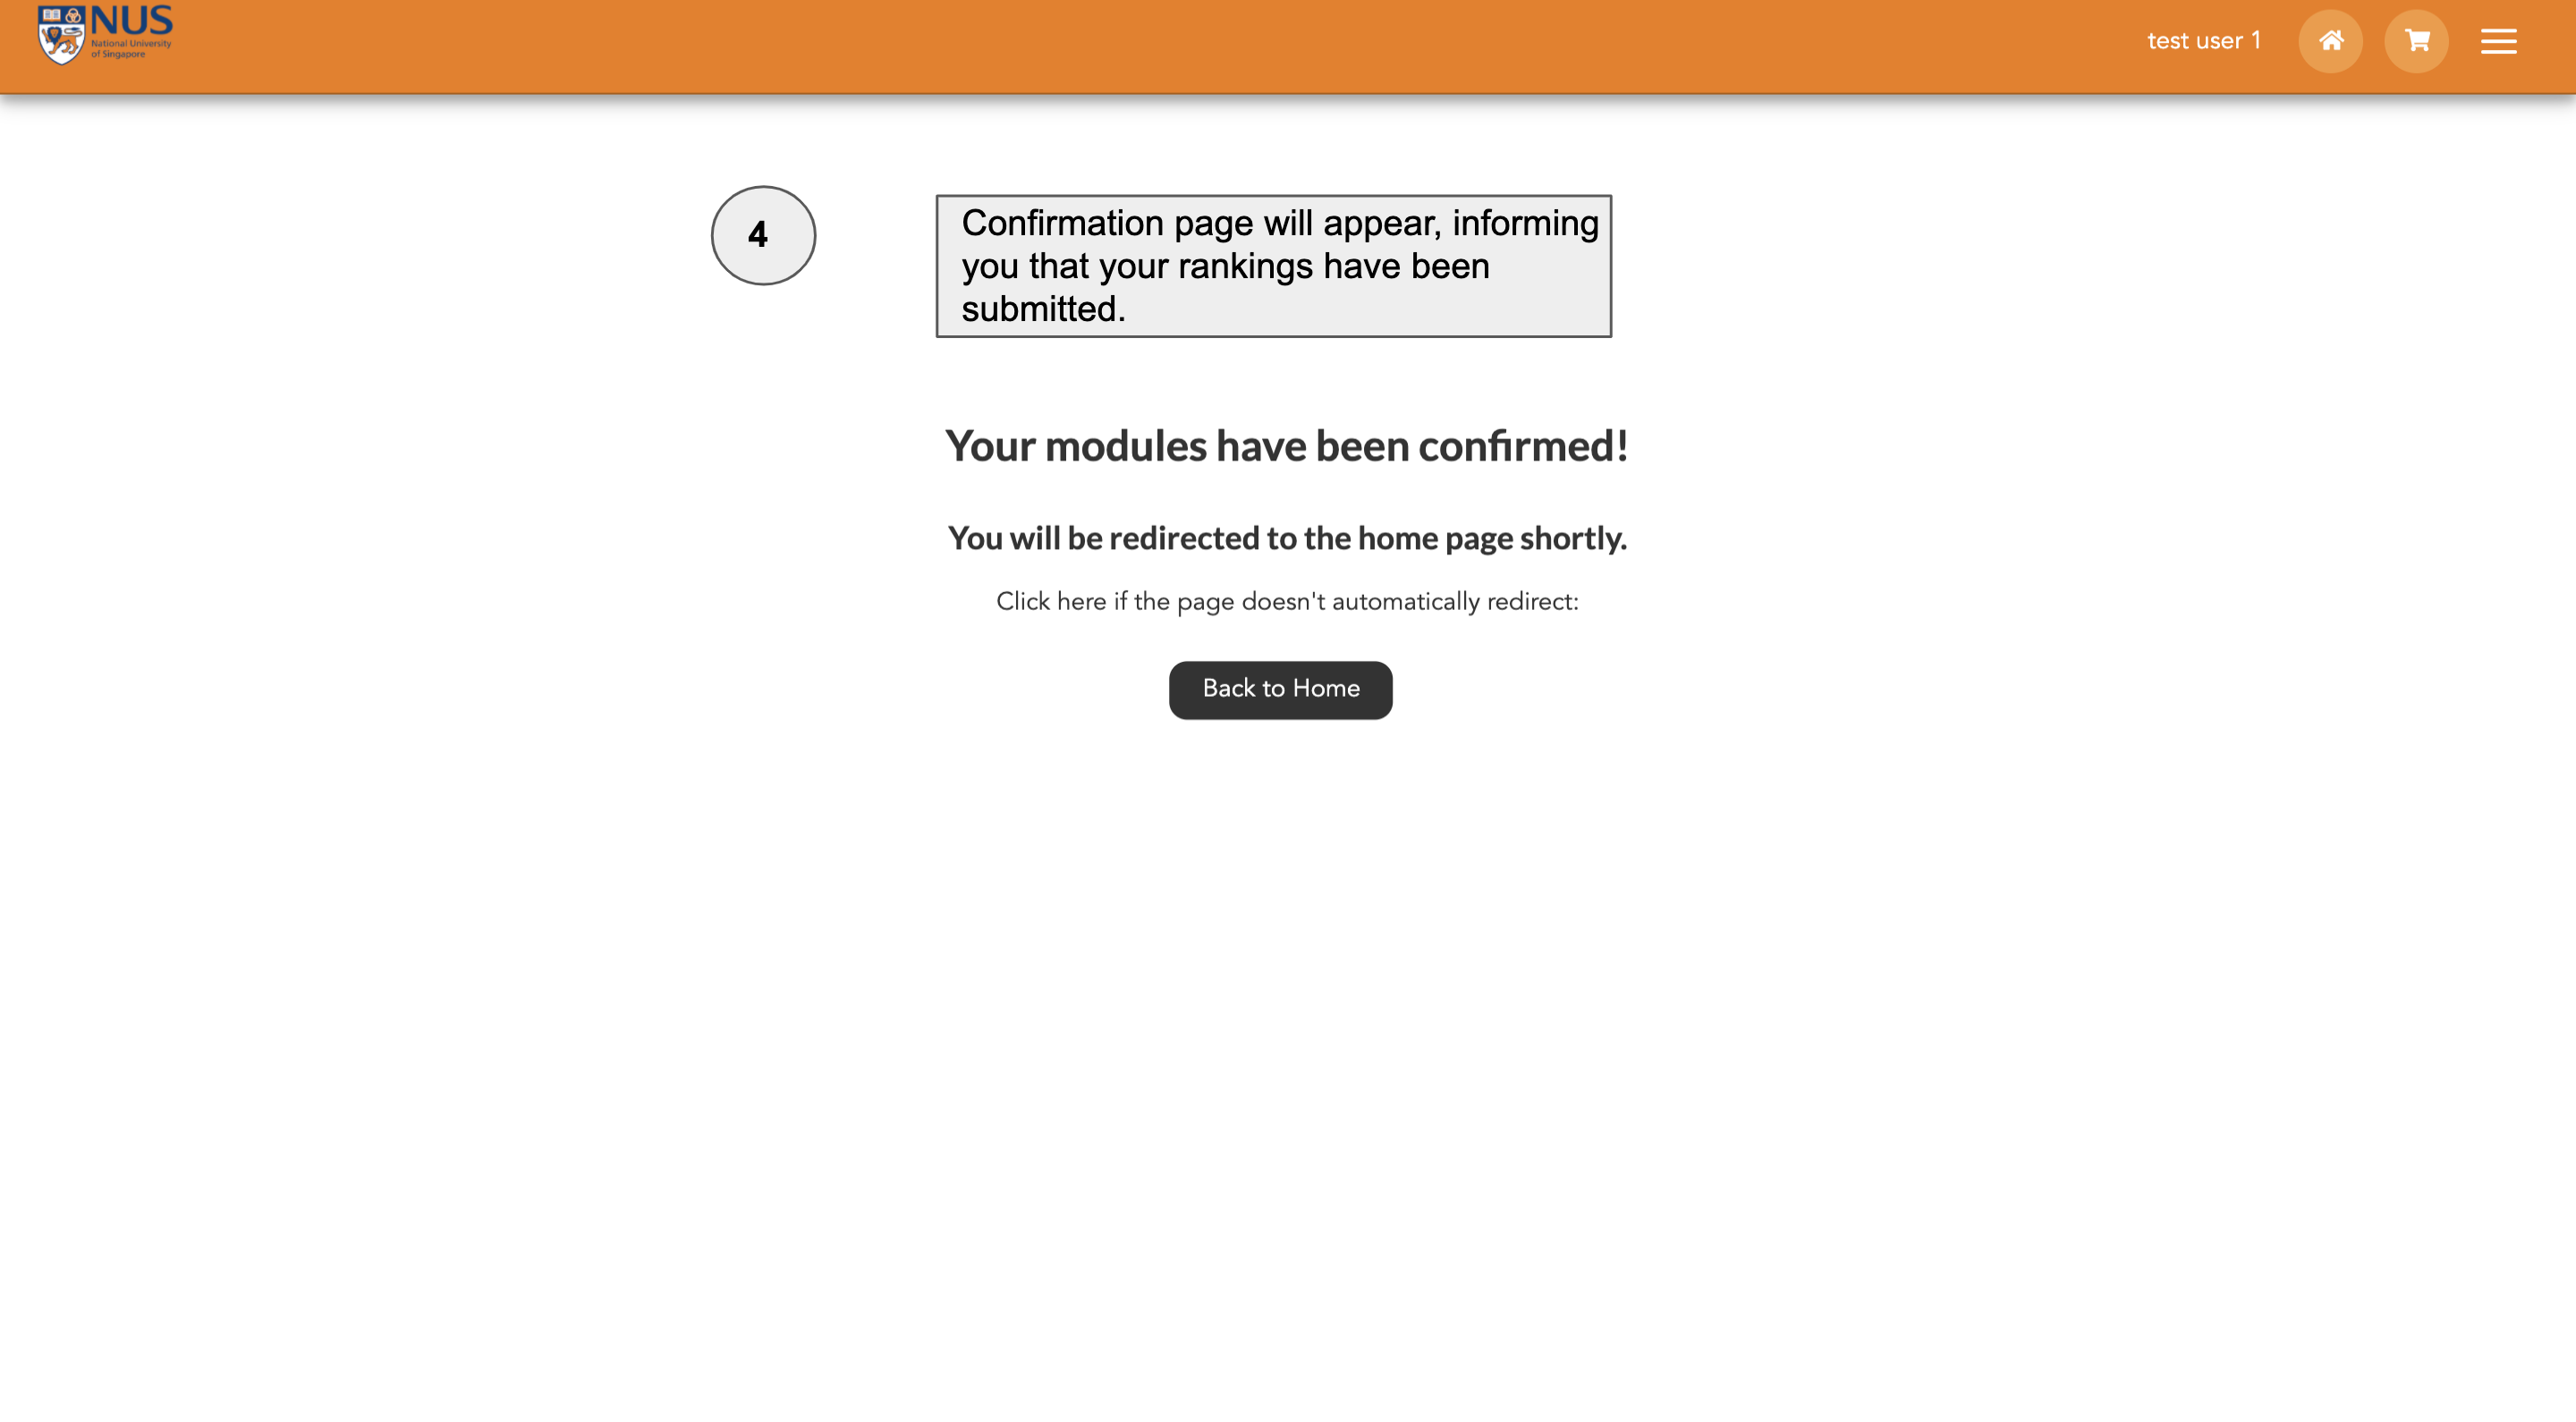 NUS
National University
of Singapore
test user 1
4
Confirmation page will appear, informing
you that your rankings have been
submitted.
Your modules have been confirmed!
You will be redirected to the home page shortly.
Click here if the page doesn't automatically redirect:
Back to Home